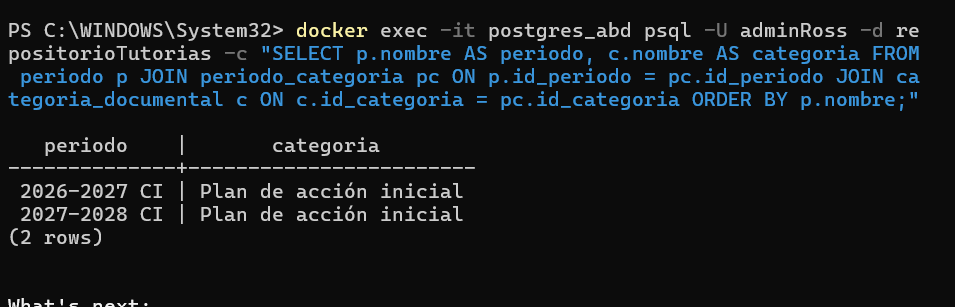 PS C:\WINDOWS\System32> docker exec -it postgres_abd psql -U adminRoss -d re
positorioTutorias -c "SELECT p.nombre AS periodo, c.nombre AS categoria FROM
 periodo p JOIN periodo_categoria pc ON p.id_periodo = pc.id_periodo JOIN ca
tegoria_documental c ON c.id_categoria = pc.id_categoria ORDER BY p.nombre;"
   periodo    |       categoria
--------------+------------------------
 2026-2027 CI | Plan de acción inicial
 2027-2028 CI | Plan de acción inicial
(2 rows)
What's next: